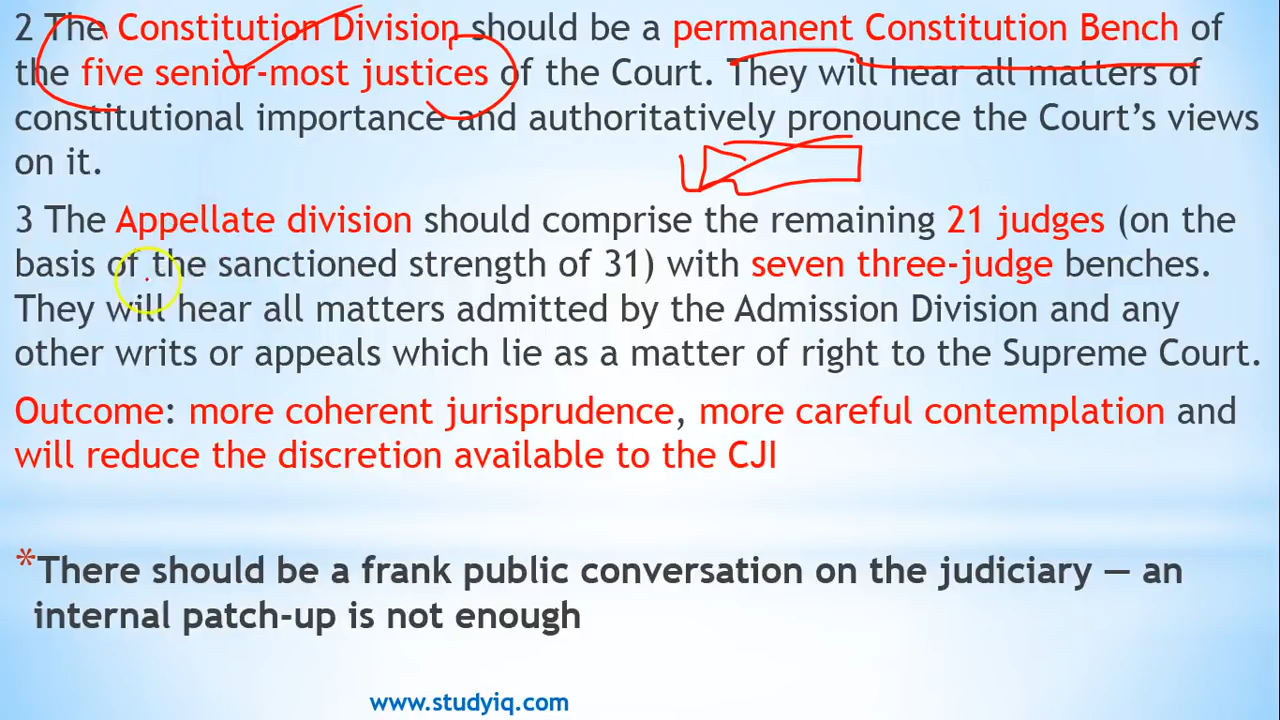 2 The Constitution Division should be a permanent Constitution Bench of
the five senior-most justices of the Court. They will hear all matters of
constitutional importance and authoritatively pronounce the Court's views
on it.
3 The Appellate division should comprise the remaining 21 judges (on the
basis of the sanctioned strength of 31) with seven three-judge benches.
They will hear all matters admitted by the Admission Division and any
other writs or appeals which lie as a matter of right to the Supreme Court.
Outcome: more coherent jurisprudence, more careful contemplation and
will reduce the discretion available to the CJI
*There should be a frank public conversation on the judiciary — an
internal patch-up is not enough
www.studyiq.com